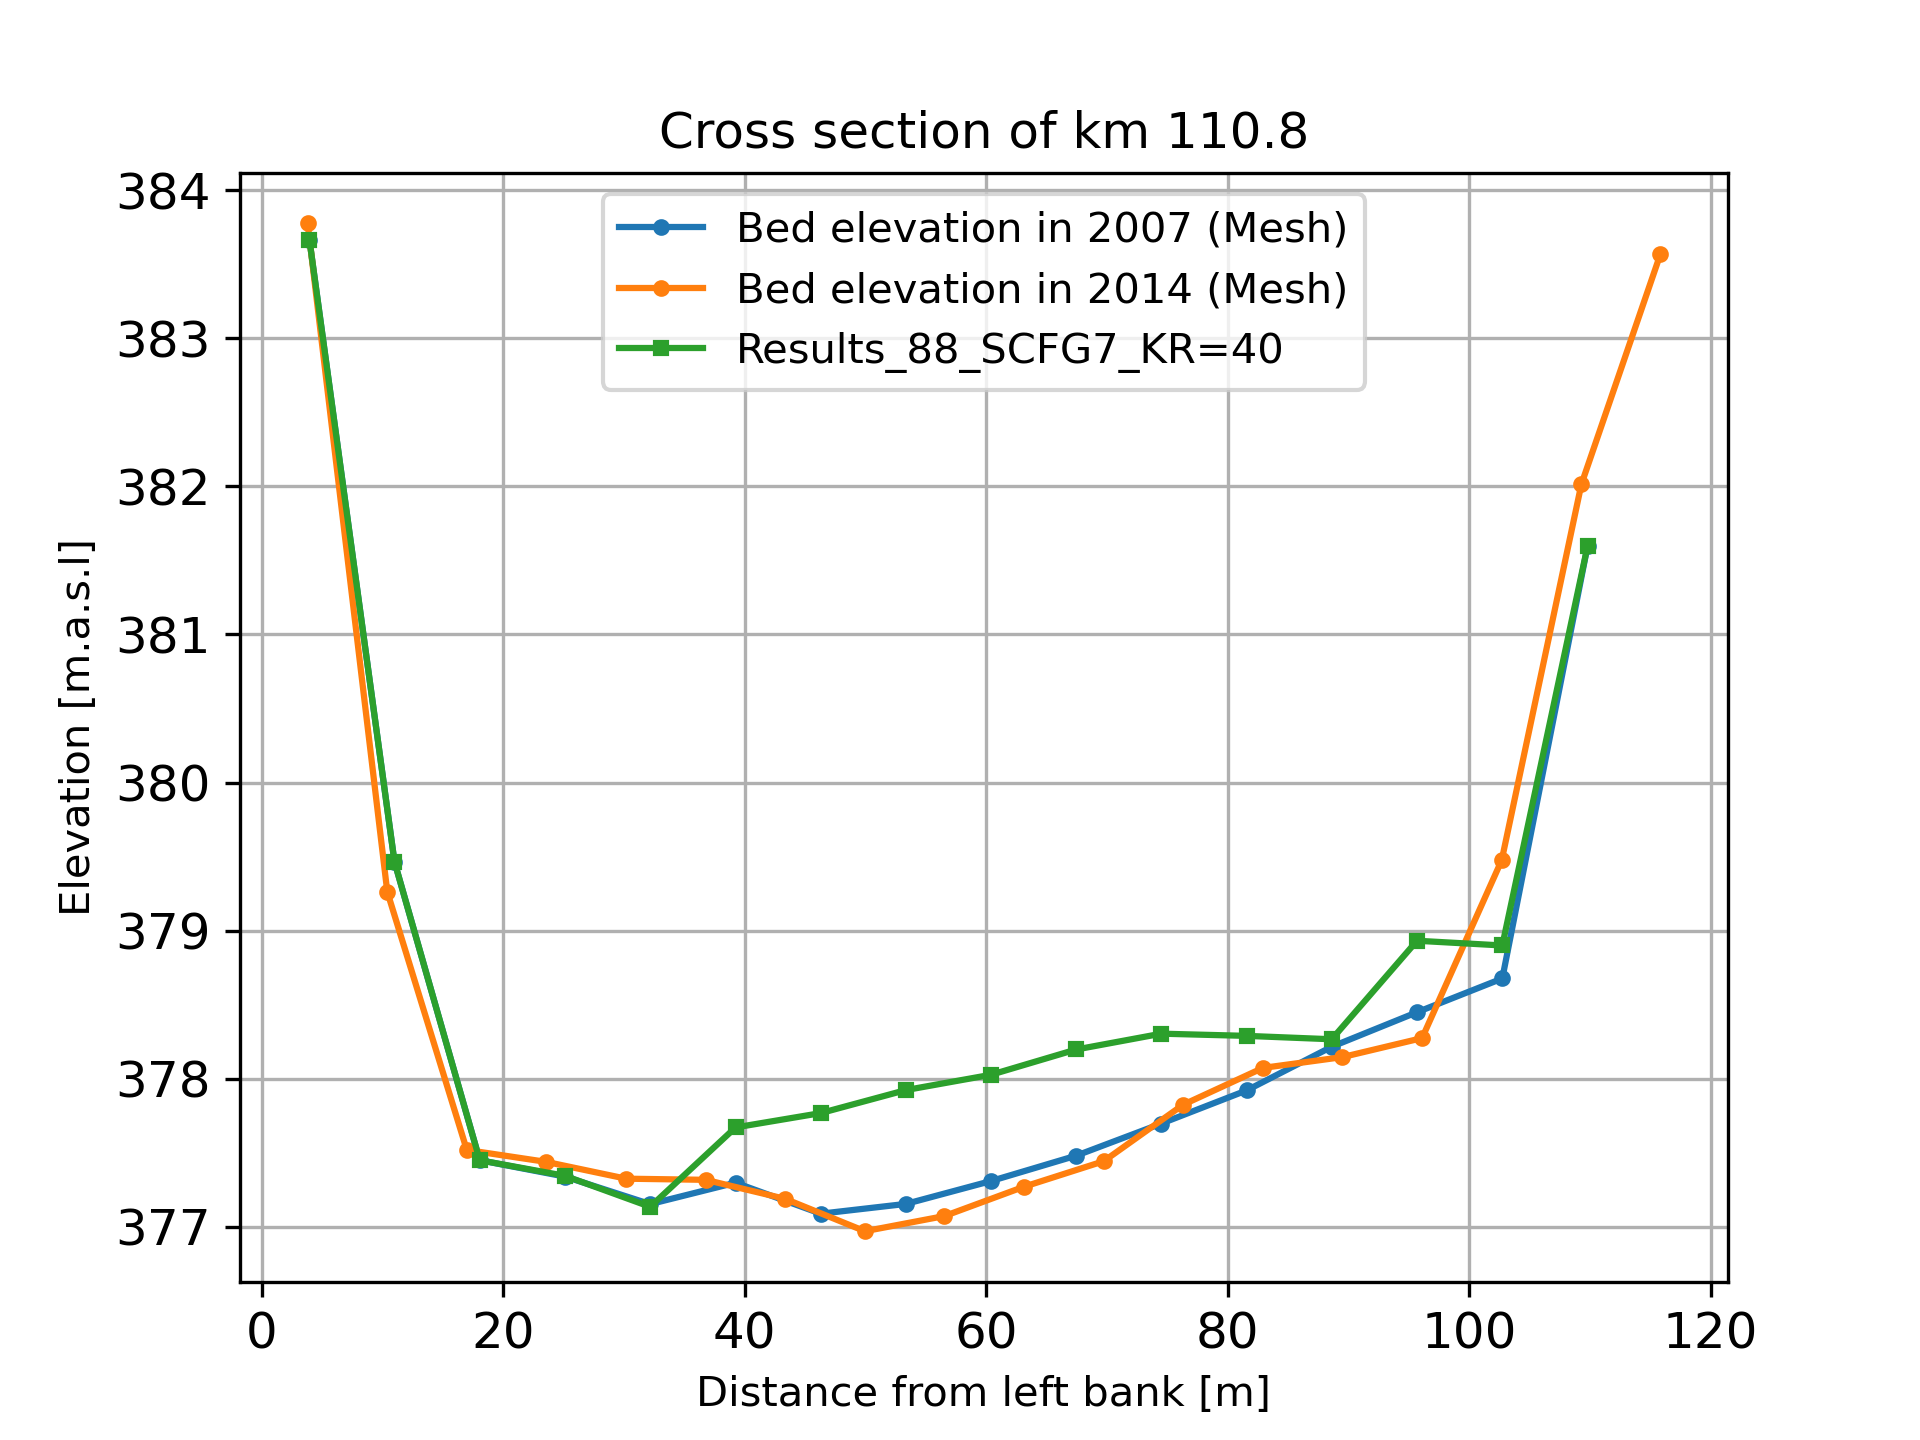 Cross section of km 110.8
Bed elevation in 2007 (Mesh)
Bed elevation in 2014 (Mesh)
Results_88_SCFG7_KR=40
Elevation [m.a.s.l]
384
383
382
381
380
379
378
377
0 20 40 60 80 100 120
Distance from left bank [m]